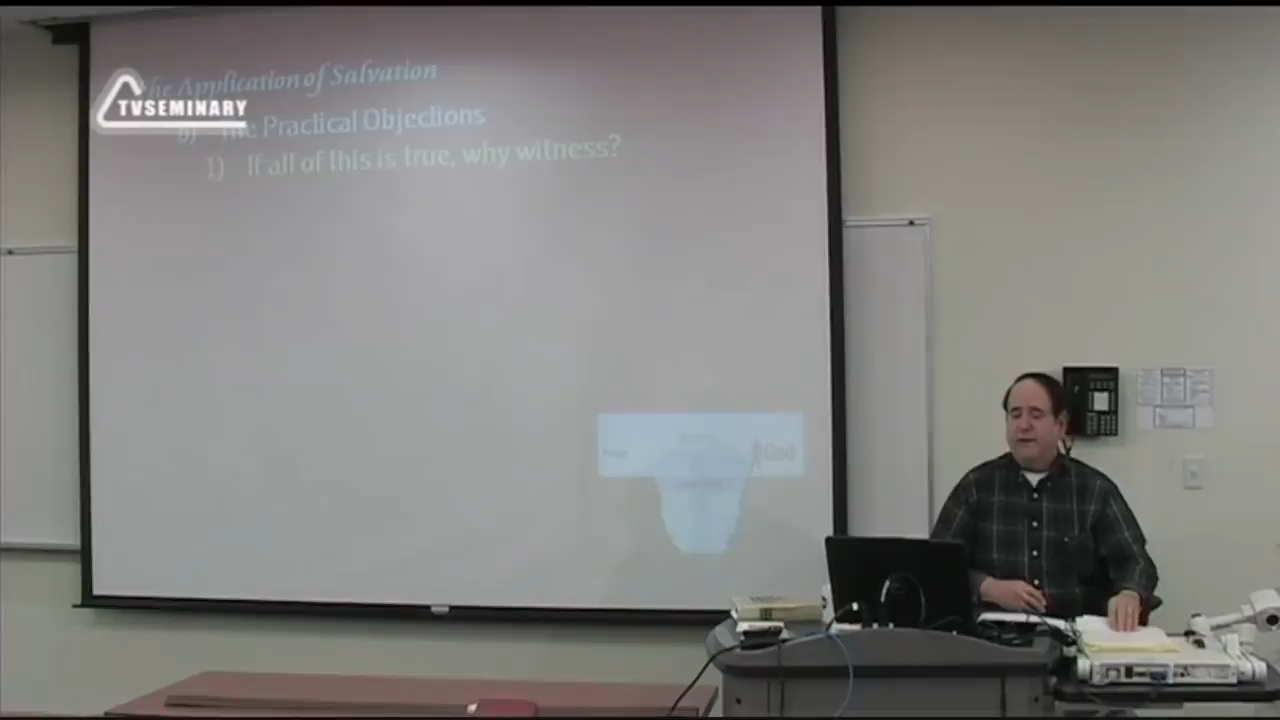 The Application of Salvation
TVSEMINARY
b) The Practical Objections
1) If all of this is true, why witness?
God